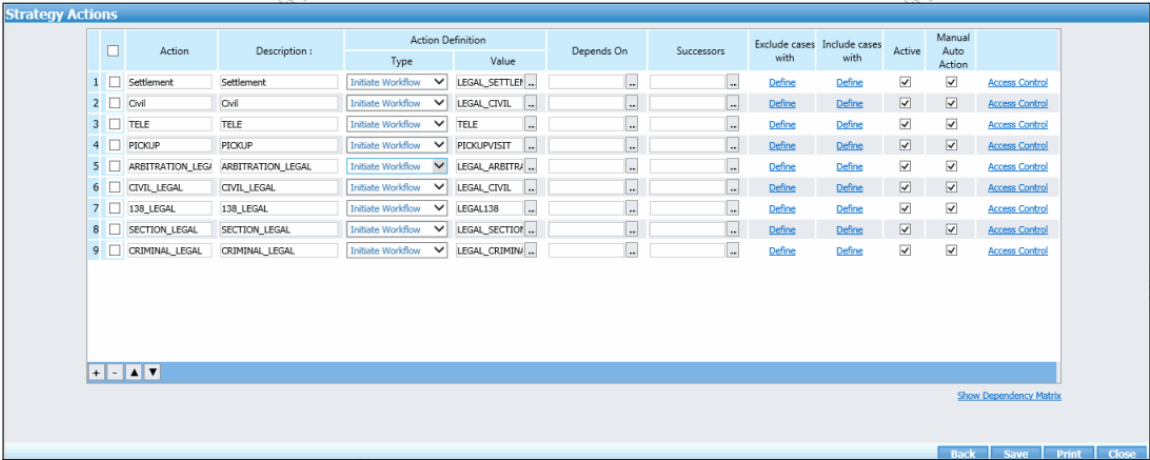 Strategy Actions
Action Description : Action Definition Depends On Successors Exclude cases with Include cases with Active Manual Auto Action
Type Value
1 Settlement Settlement Initiate Workflow LEGAL_SETTLEM .. .. .. Define Define Access Control
2 Civil Civil Initiate Workflow LEGAL_CIVIL .. .. .. Define Define Access Control
3 TELE TELE Initiate Workflow TELE .. .. .. Define Define Access Control
4 PICKUP PICKUP Initiate Workflow PICKUPVISIT .. .. .. Define Define Access Control
5 ARBITRATION_LEGA ARBITRATION_LEGAL Initiate Workflow LEGAL_ARBITRA .. .. .. Define Define Access Control
6 CIVIL_LEGAL CIVIL_LEGAL Initiate Workflow LEGAL_CIVIL .. .. .. Define Define Access Control
7 138_LEGAL 138_LEGAL Initiate Workflow LEGAL138 .. .. .. Define Define Access Control
8 SECTION_LEGAL SECTION_LEGAL Initiate Workflow LEGAL_SECTION .. .. .. Define Define Access Control
9 CRIMINAL_LEGAL CRIMINAL_LEGAL Initiate Workflow LEGAL_CRIMINA .. .. .. Define Define Access Control
+ - ▲ ▼
Show Dependency Matrix
Back Save Print Close